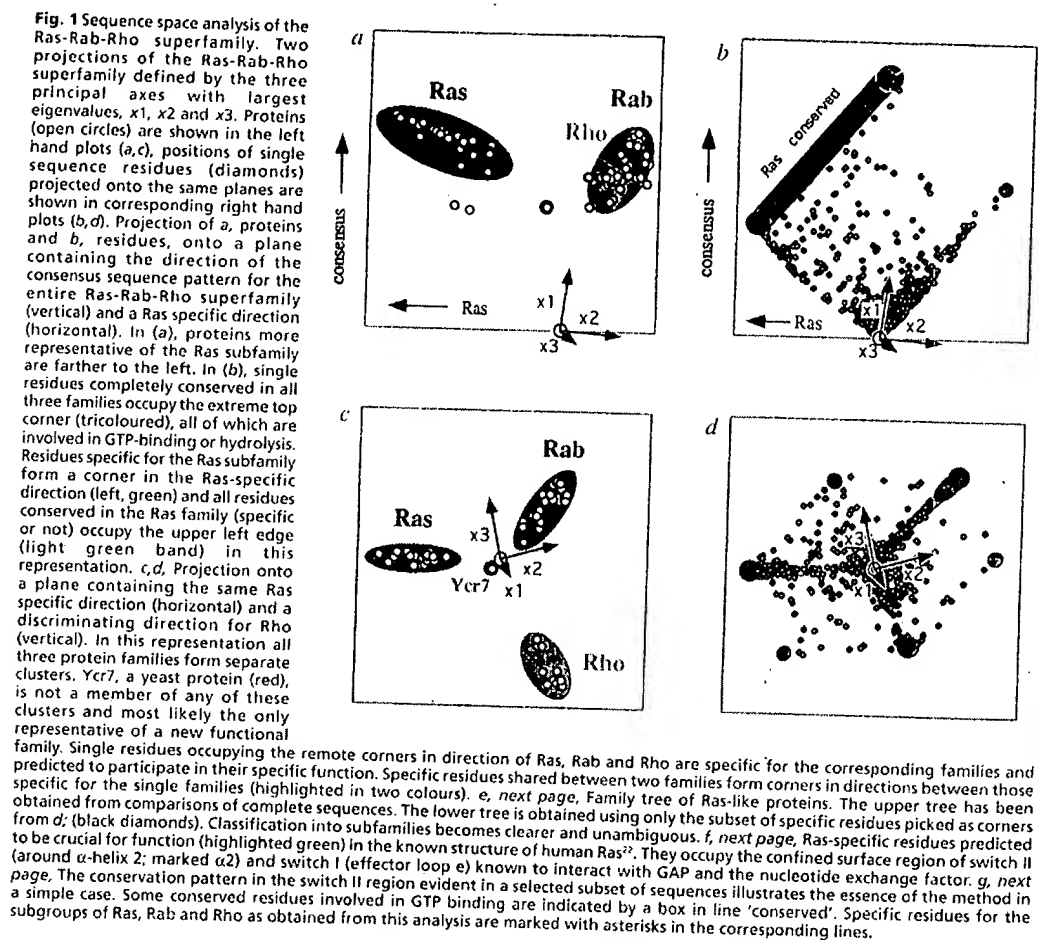 Fig. 1 Sequence space analysis of the
Ras-Rab-Rho superfamily. Two
projections of the Ras-Rab-Rho
superfamily defined by the three
principal axes with largest
eigenvalues, x1, x2 and x3. Proteins
(open circles) are shown in the left
hand plots (a,c), positions of single
sequence residues (diamonds)
projected onto the same planes are
shown in corresponding right hand
plots (b,d). Projection of a, proteins
and b, residues, onto a plane
containing the direction of the
consensus sequence pattern for the
entire Ras-Rab-Rho superfamily
(vertical) and a Ras specific direction
(horizontal). In (a), proteins more
representative of the Ras subfamily
are farther to the left. In (b), single
residues completely conserved in all
three families occupy the extreme top
corner (tricoloured), all of which are
involved in GTP-binding or hydrolysis.
Residues specific for the Ras subfamily
form a corner in the Ras-specific
direction (left, green) and all residues
conserved in the Ras family (specific
or not) occupy the upper left edge
(light green band) in this
representation. c,d, Projection onto
a plane containing the same Ras
specific direction (horizontal) and a
discriminating direction for Rho
(vertical). In this representation all
three protein families form separate
clusters. Ycr7, a yeast protein (red),
is not a member of any of these
clusters and most likely the only
representative of a new functional
family. Single residues occupying the remote corners in direction of Ras, Rab and Rho are specific for the corresponding families and
predicted to participate in their specific function. Specific residues shared between two families form corners in directions between those
specific for the single families (highlighted in two colours). e, next page, Family tree of Ras-like proteins. The upper tree has been
obtained from comparisons of complete sequences. The lower tree is obtained using only the subset of specific residues picked as corners
from d; (black diamonds). Classification into subfamilies becomes clearer and unambiguous. f, next page, Ras-specific residues predicted
to be crucial for function (highlighted green) in the known structure of human Ras²². They occupy the confined surface region of switch II
(around α-helix 2; marked α2) and switch I (effector loop e) known to interact with GAP and the nucleotide exchange factor. g, next
page, The conservation pattern in the switch II region evident in a selected subset of sequences illustrates the essence of the method in
a simple case. Some conserved residues involved in GTP binding are indicated by a box in line 'conserved'. Specific residues for the
subgroups of Ras, Rab and Rho as obtained from this analysis are marked with asterisks in the corresponding lines.
a
Ras
Rab
Rho
consensus
x1
Ras
x2
x3
b
Ras conserved
consensus
x1
Ras
x2
x3
c
Rab
Ras
x3
x2
Ycr7
x1
Rho
d
x3
x2
x1